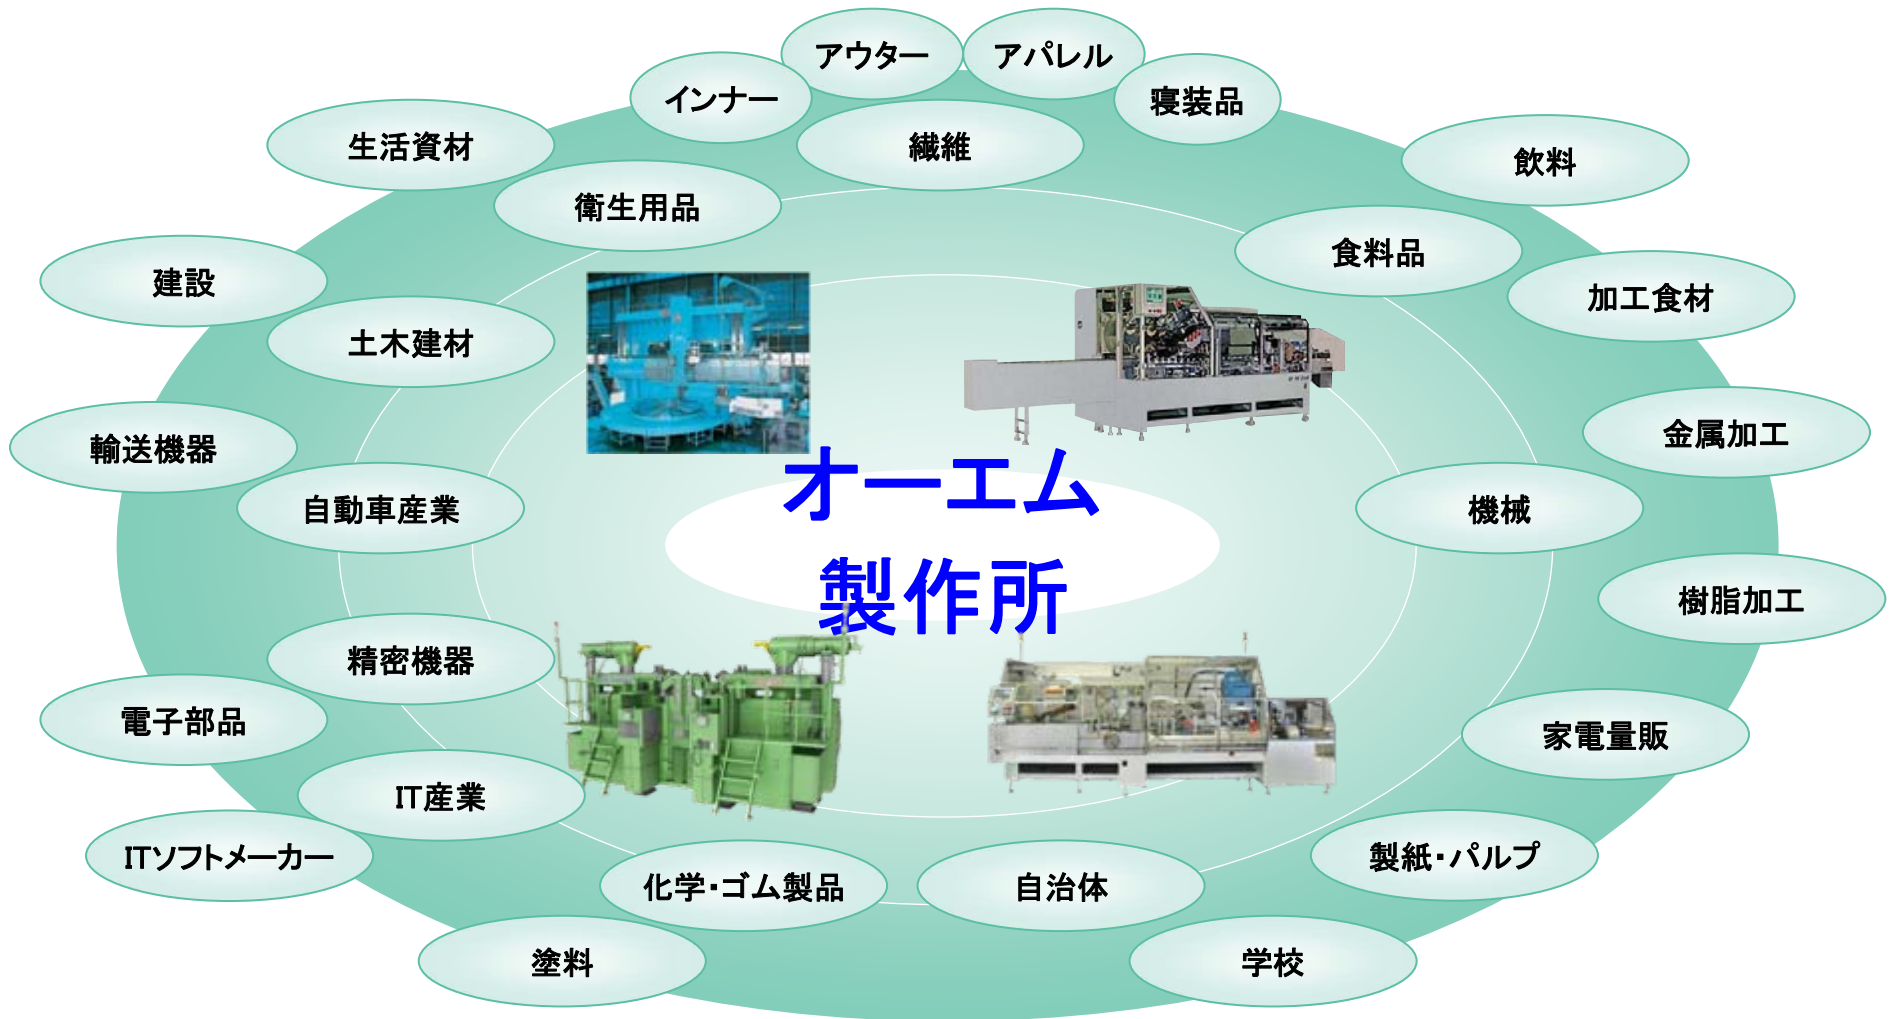 アウター
アパレル
インナー
寝装品
生活資材
繊維
飲料
衛生用品
食料品
建設
加工食材
土木建材
金属加工
輸送機器
自動車産業
機械
オーエム
製作所
樹脂加工
精密機器
電子部品
家電量販
IT産業
ITソフトメーカー
製紙・パルプ
化学・ゴム製品
自治体
塗料
学校